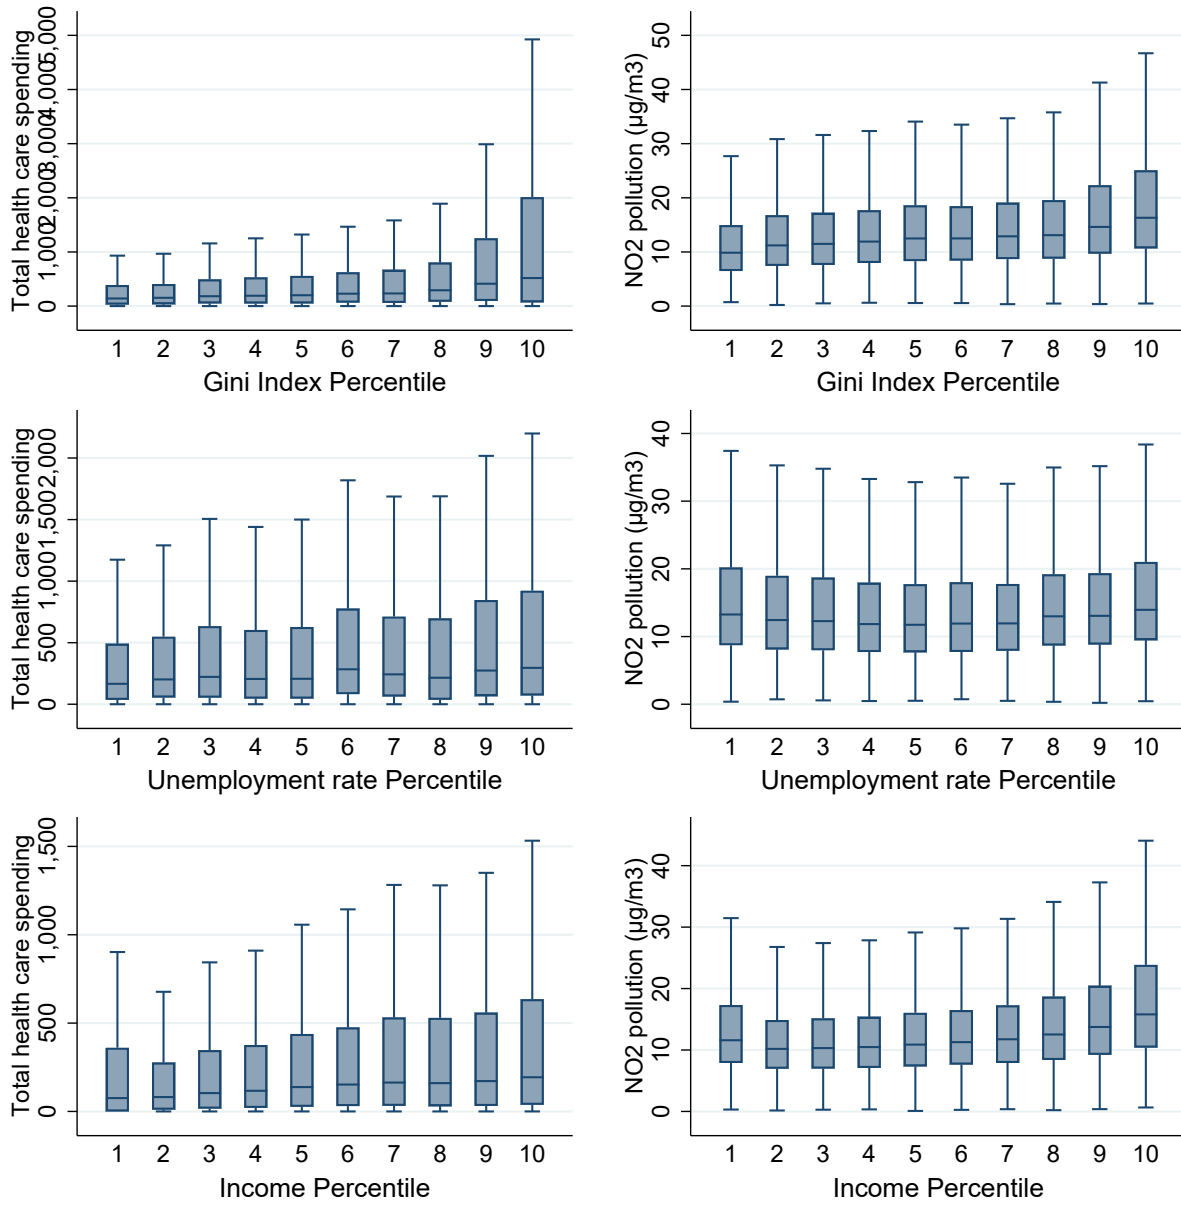 Total health care spending
0 1,000 2,000 3,000 4,000 5,000
1 2 3 4 5 6 7 8 9 10
Gini Index Percentile
NO2 pollution (µg/m3)
0 10 20 30 40 50
1 2 3 4 5 6 7 8 9 10
Gini Index Percentile
Total health care spending
0 500 1,000 1,500 2,000
1 2 3 4 5 6 7 8 9 10
Unemployment rate Percentile
NO2 pollution (µg/m3)
0 10 20 30 40
1 2 3 4 5 6 7 8 9 10
Unemployment rate Percentile
Total health care spending
0 500 1,000 1,500
1 2 3 4 5 6 7 8 9 10
Income Percentile
NO2 pollution (µg/m3)
0 10 20 30 40
1 2 3 4 5 6 7 8 9 10
Income Percentile